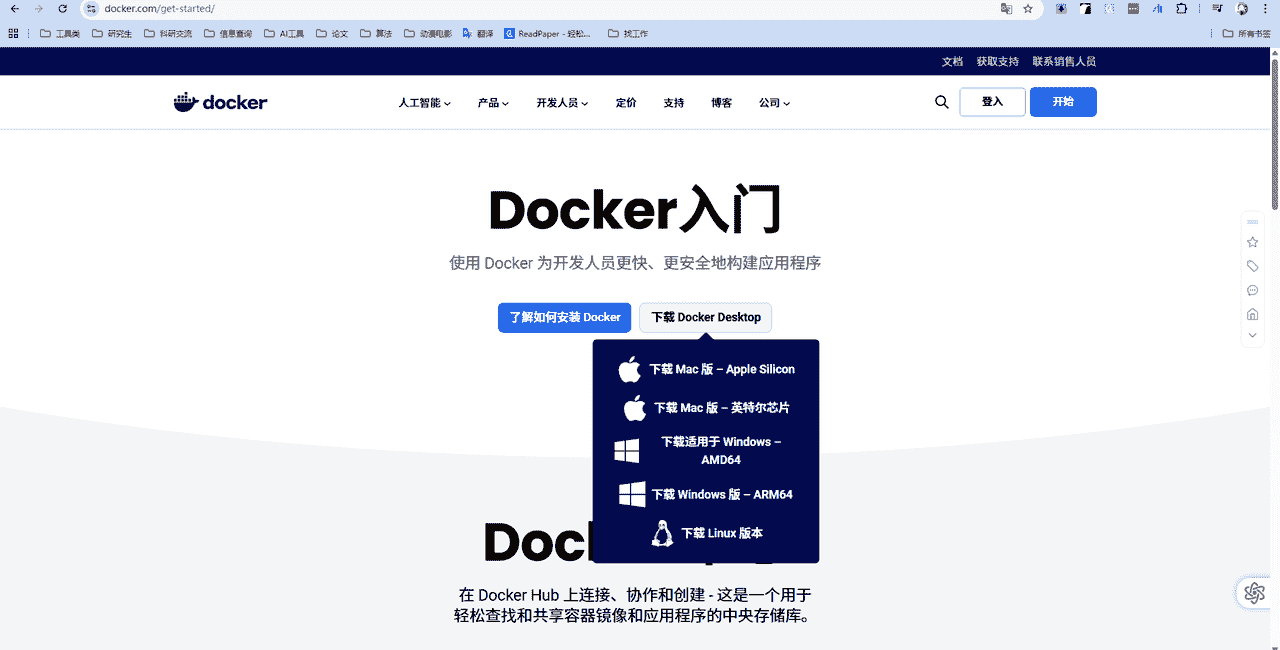 docker.com/get-started/
工具类 研究生 科研交流 信息查询 AI工具 论文 算法 动漫电影 翻译 ReadPaper - 轻松... 找工作 所有书签
文档 获取支持 联系销售人员
docker 人工智能 产品 开发人员 定价 支持 博客 公司 登入 开始
Docker入门
使用 Docker 为开发人员更快、更安全地构建应用程序
了解如何安装 Docker 下载 Docker Desktop
下载 Mac 版 – Apple Silicon
下载 Mac 版 – 英特尔芯片
下载适用于 Windows –
AMD64
下载 Windows 版 – ARM64
下载 Linux 版本
在 Docker Hub 上连接、协作和创建 - 这是一个用于
轻松查找和共享容器镜像和应用程序的中央存储库。